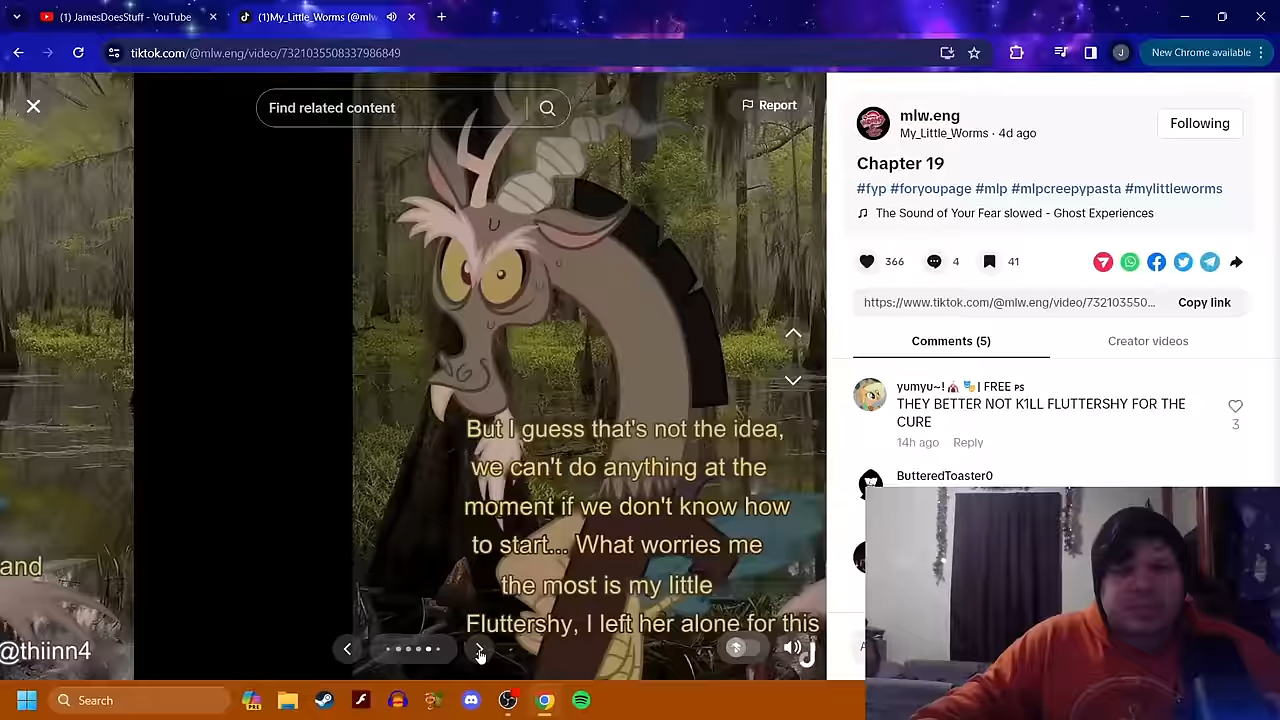 (1) JamesDoesStuff - YouTube
(1)My_Little_Worms (@mlw
tiktok.com/@mlw.eng/video/7321035508337986849
J
New Chrome available
Find related content
Report
But I guess that's not the idea,
we can't do anything at the
moment if we don't know how
to start... What worries me
the most is my little
Fluttershy, I left her alone for this
and
@thiinn4
mlw.eng
My_Little_Worms · 4d ago
Following
Chapter 19
#fyp #foryoupage #mlp #mlpcreepypasta #mylittleworms
The Sound of Your Fear slowed - Ghost Experiences
366
4
41
https://www.tiktok.com/@mlw.eng/video/732103550...
Copy link
Comments (5)
Creator videos
yumyu~! | FREE PS
THEY BETTER NOT K1LL FLUTTERSHY FOR THE
CURE
3
14h ago
Reply
ButteredToaster0
Search
PRE